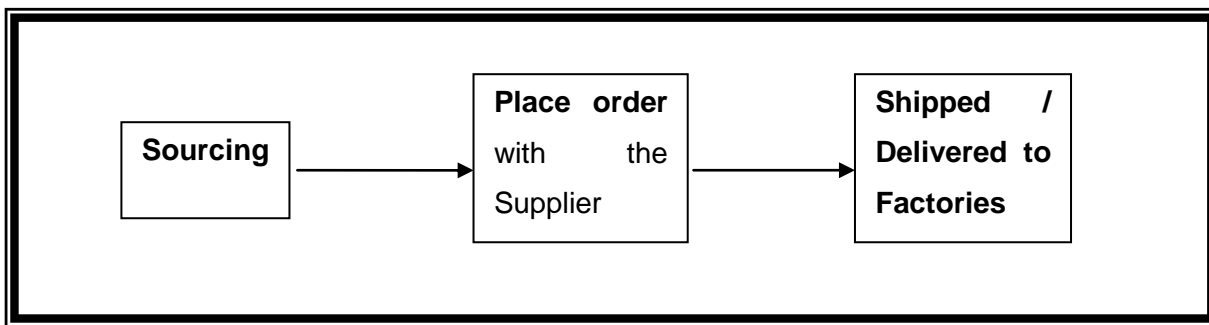 Sourcing
Place order
with the
Supplier
Shipped /
Delivered to
Factories